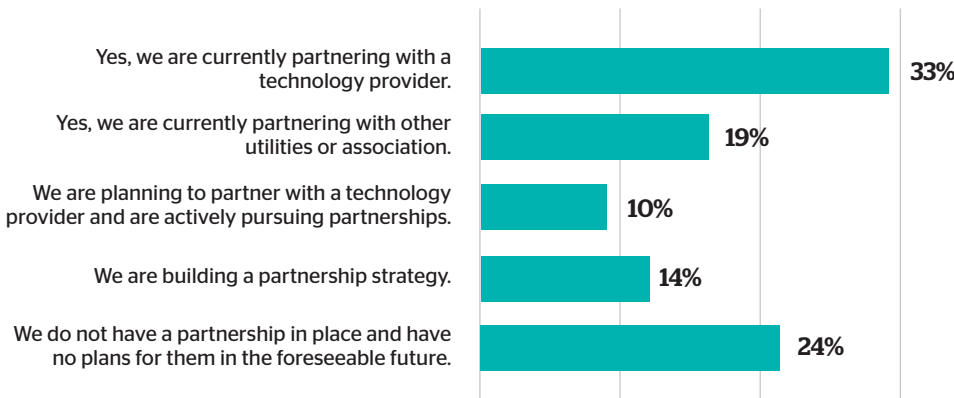 Yes, we are currently partnering with a
technology provider.
33%
Yes, we are currently partnering with other
utilities or association.
19%
We are planning to partner with a technology
provider and are actively pursuing partnerships.
10%
We are building a partnership strategy.
14%
We do not have a partnership in place and have
no plans for them in the foreseeable future.
24%